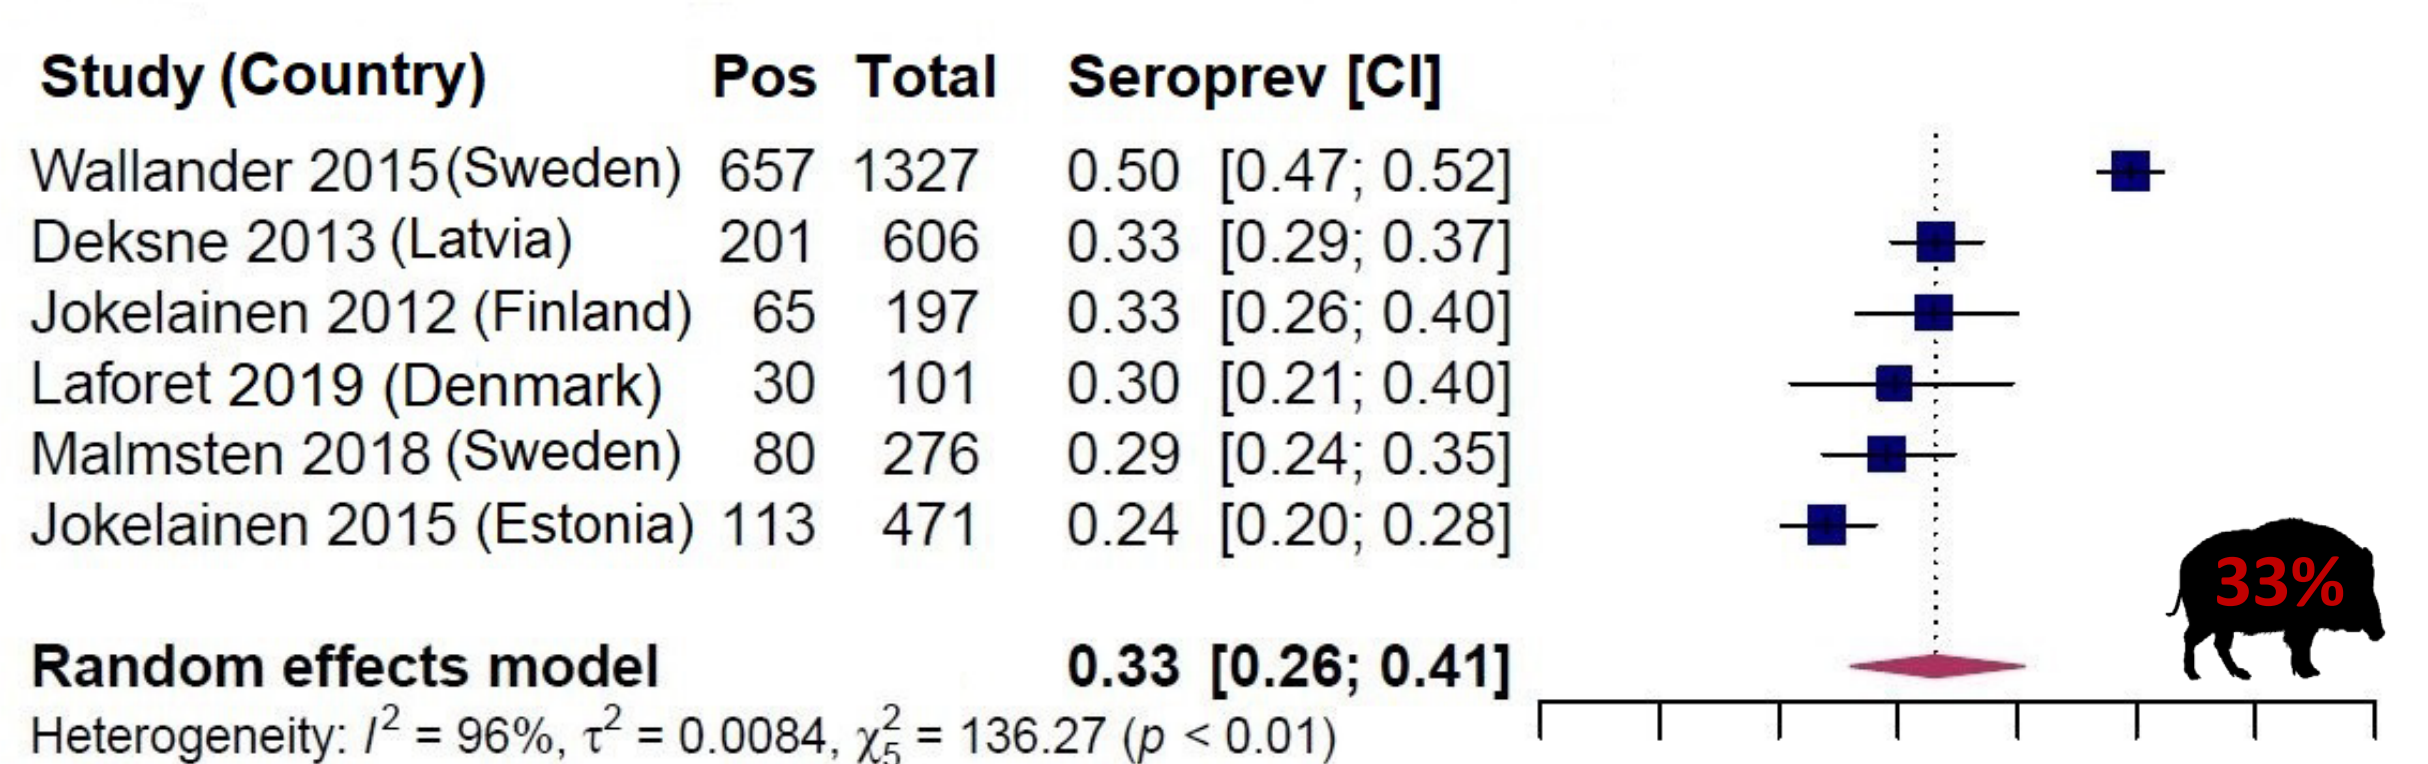 Study (Country) Pos Total Seroprev [CI]
Wallander 2015(Sweden) 657 1327 0.50 [0.47; 0.52]
Deksne 2013 (Latvia) 201 606 0.33 [0.29; 0.37]
Jokelainen 2012 (Finland) 65 197 0.33 [0.26; 0.40]
Laforet 2019 (Denmark) 30 101 0.30 [0.21; 0.40]
Malmsten 2018 (Sweden) 80 276 0.29 [0.24; 0.35]
Jokelainen 2015 (Estonia) 113 471 0.24 [0.20; 0.28]
33%
Random effects model 0.33 [0.26; 0.41]
Heterogeneity: I² = 96%, τ² = 0.0084, χ²₅ = 136.27 (p < 0.01)